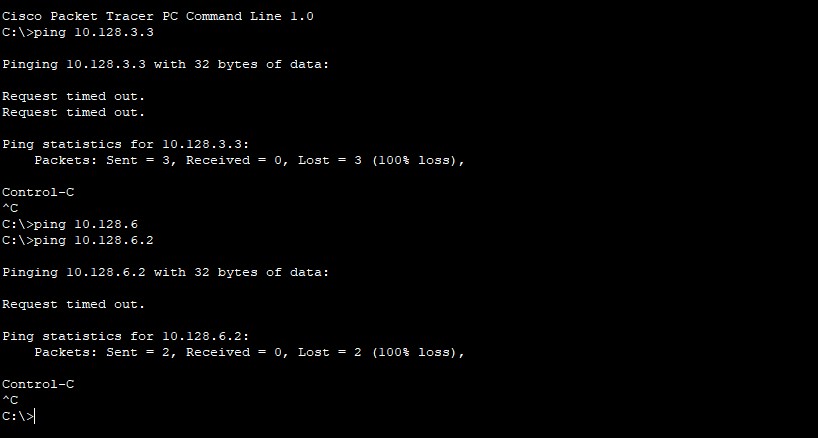 Cisco Packet Tracer PC Command Line 1.0
C:\>ping 10.128.3.3
Pinging 10.128.3.3 with 32 bytes of data:
Request timed out.
Request timed out.
Ping statistics for 10.128.3.3:
Packets: Sent = 3, Received = 0, Lost = 3 (100% loss),
Control-C
^C
C:\>ping 10.128.6
C:\>ping 10.128.6.2
Pinging 10.128.6.2 with 32 bytes of data:
Request timed out.
Ping statistics for 10.128.6.2:
Packets: Sent = 2, Received = 0, Lost = 2 (100% loss),
Control-C
^C
C:\>